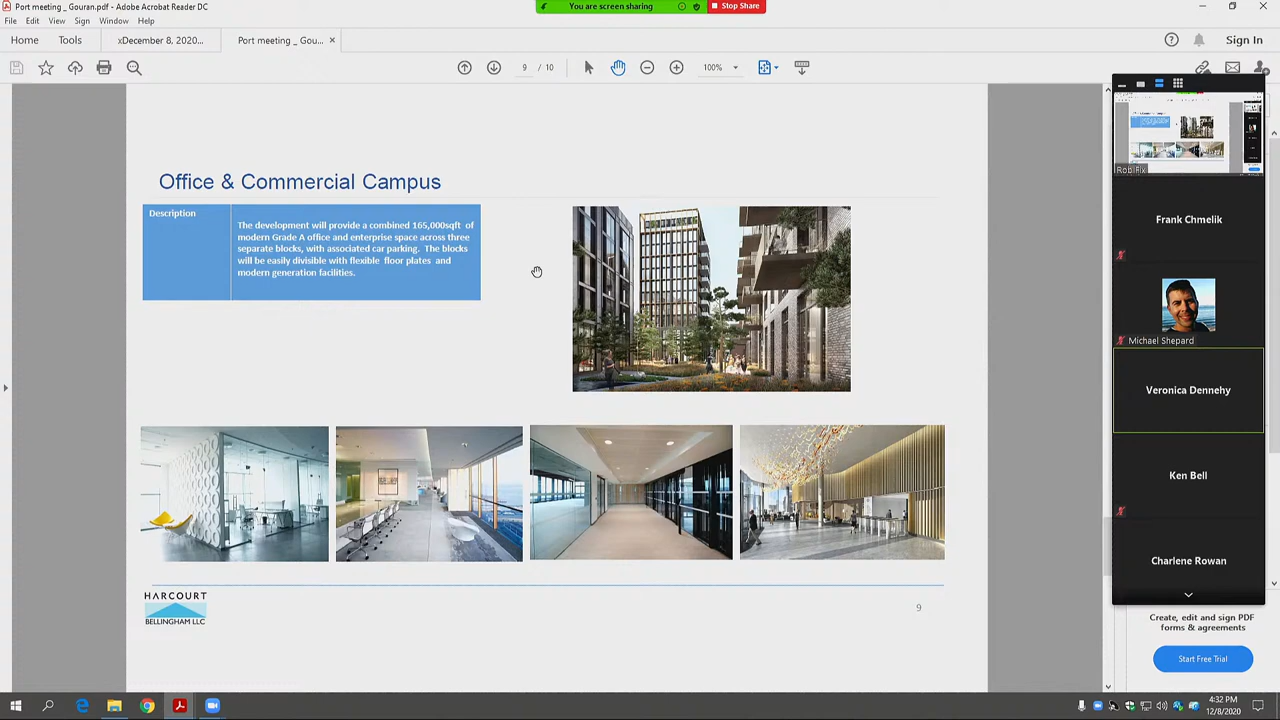 Port meeting _ Gouran.pdf - Adobe Acrobat Reader DC
You are screen sharing
Stop Share
File Edit View Sign Window Help
Home Tools xDecember 8, 2020... Port meeting _ Gou... ×
Sign In
9 / 10
100%
Office & Commercial Campus
Description
The development will provide a combined 165,000sqft of
modern Grade A office and enterprise space across three
separate blocks, with associated car parking. The blocks
will be easily divisible with flexible floor plates and
modern generation facilities.
HARCOURT
BELLINGHAM LLC
9
Rob Fix
Frank Chmelik
Michael Shepard
Veronica Dennehy
Ken Bell
Charlene Rowan
Create, edit and sign PDF
forms & agreements
Start Free Trial
4:32 PM
12/8/2020